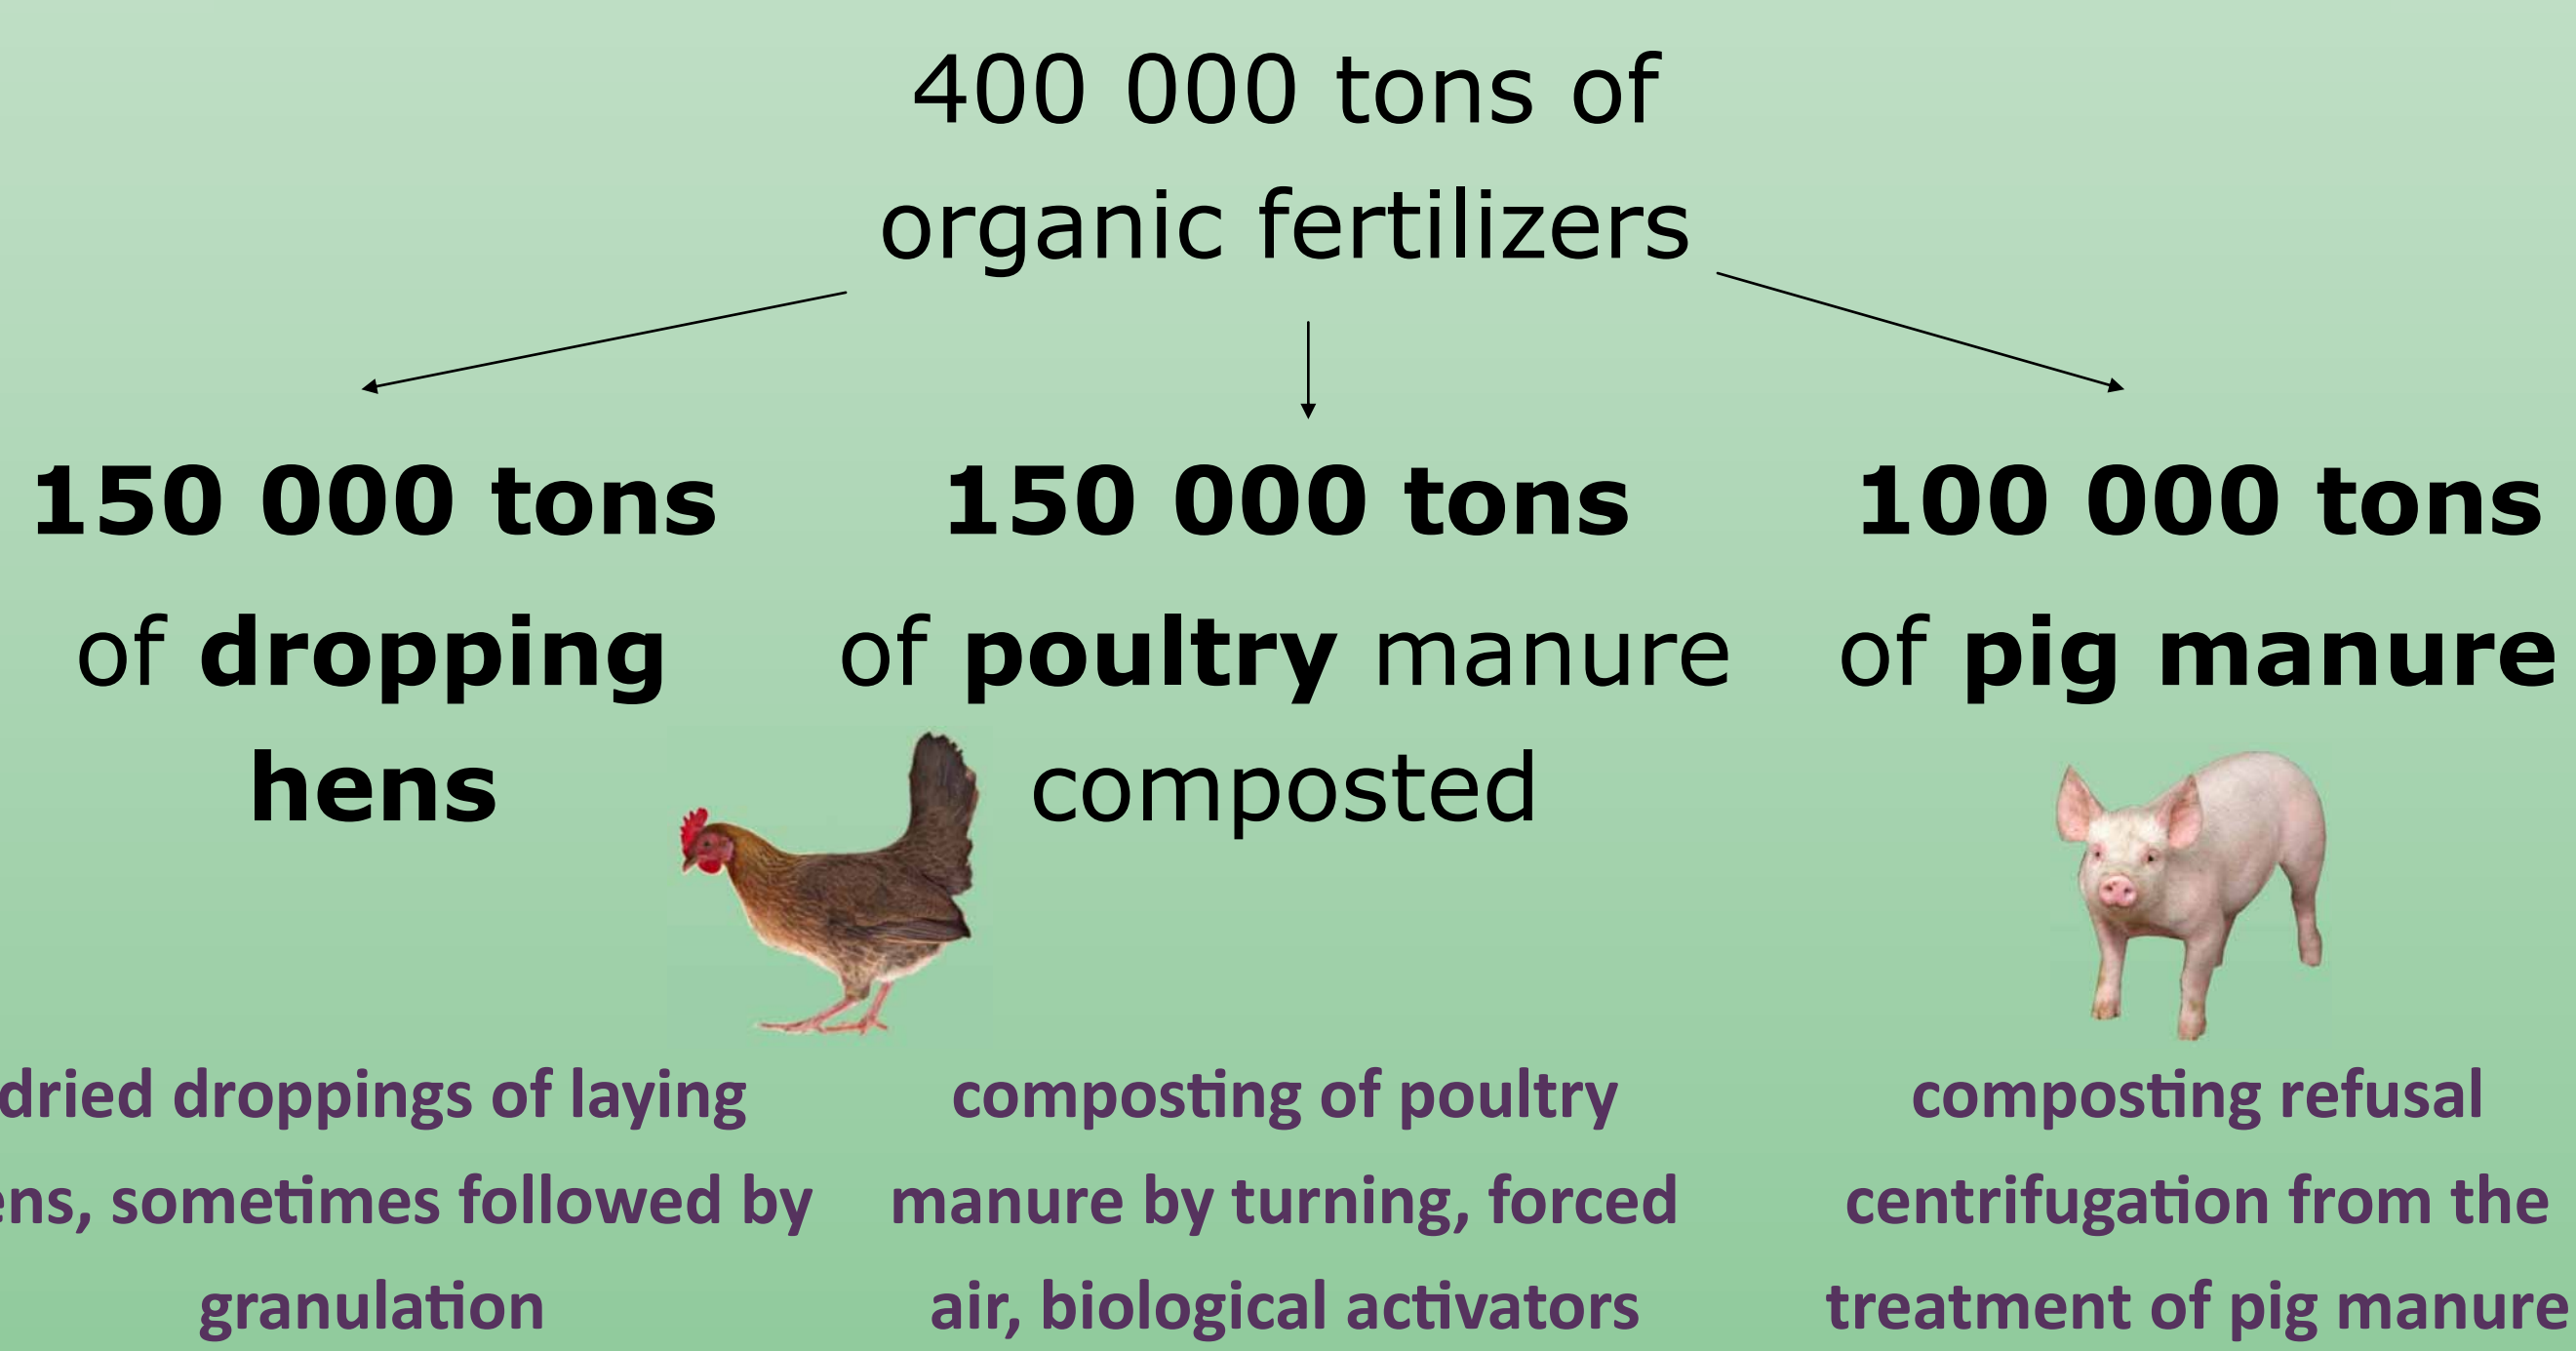 400 000 tons of
organic fertilizers
150 000 tons
of dropping
hens
150 000 tons
of poultry manure
composted
100 000 tons
of pig manure
dried droppings of laying
ens, sometimes followed by
granulation
composting of poultry
manure by turning, forced
air, biological activators
composting refusal
centrifugation from the
treatment of pig manure